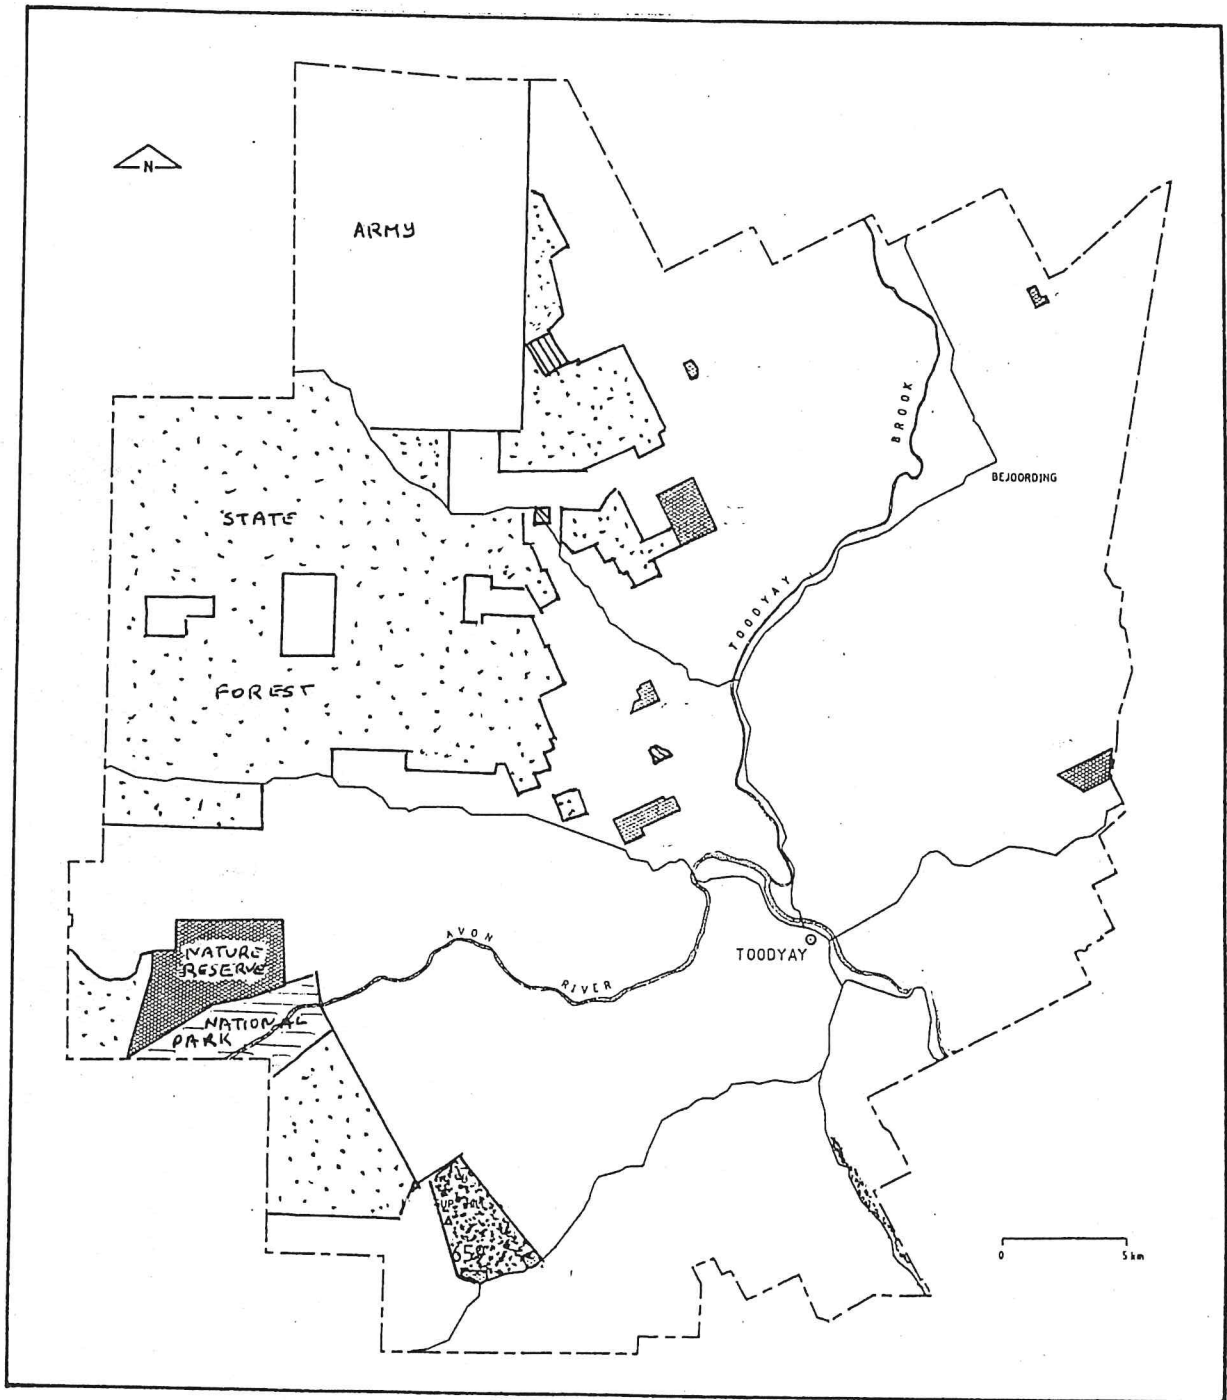 N
ARMY
BROOK
BEJOORDING
STATE
TOODYAY
FOREST
AVON
NATURE
RESERVE
TOODYAY
RIVER
NATIONAL
PARK
0 5 km